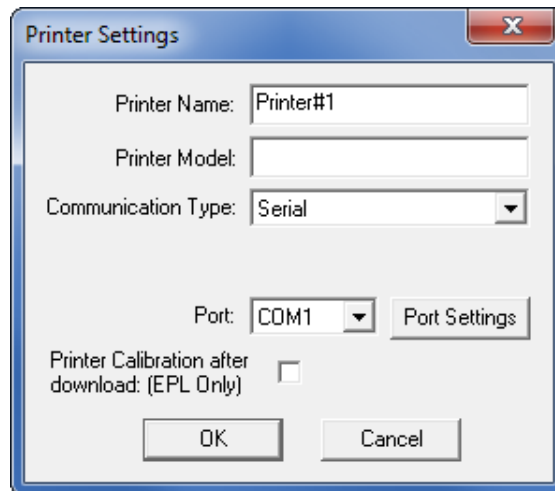 Printer Settings
Printer Name: Printer#1
Printer Model:
Communication Type: Serial
Port: COM1 Port Settings
Printer Calibration after
download: (EPL Only)
OK Cancel